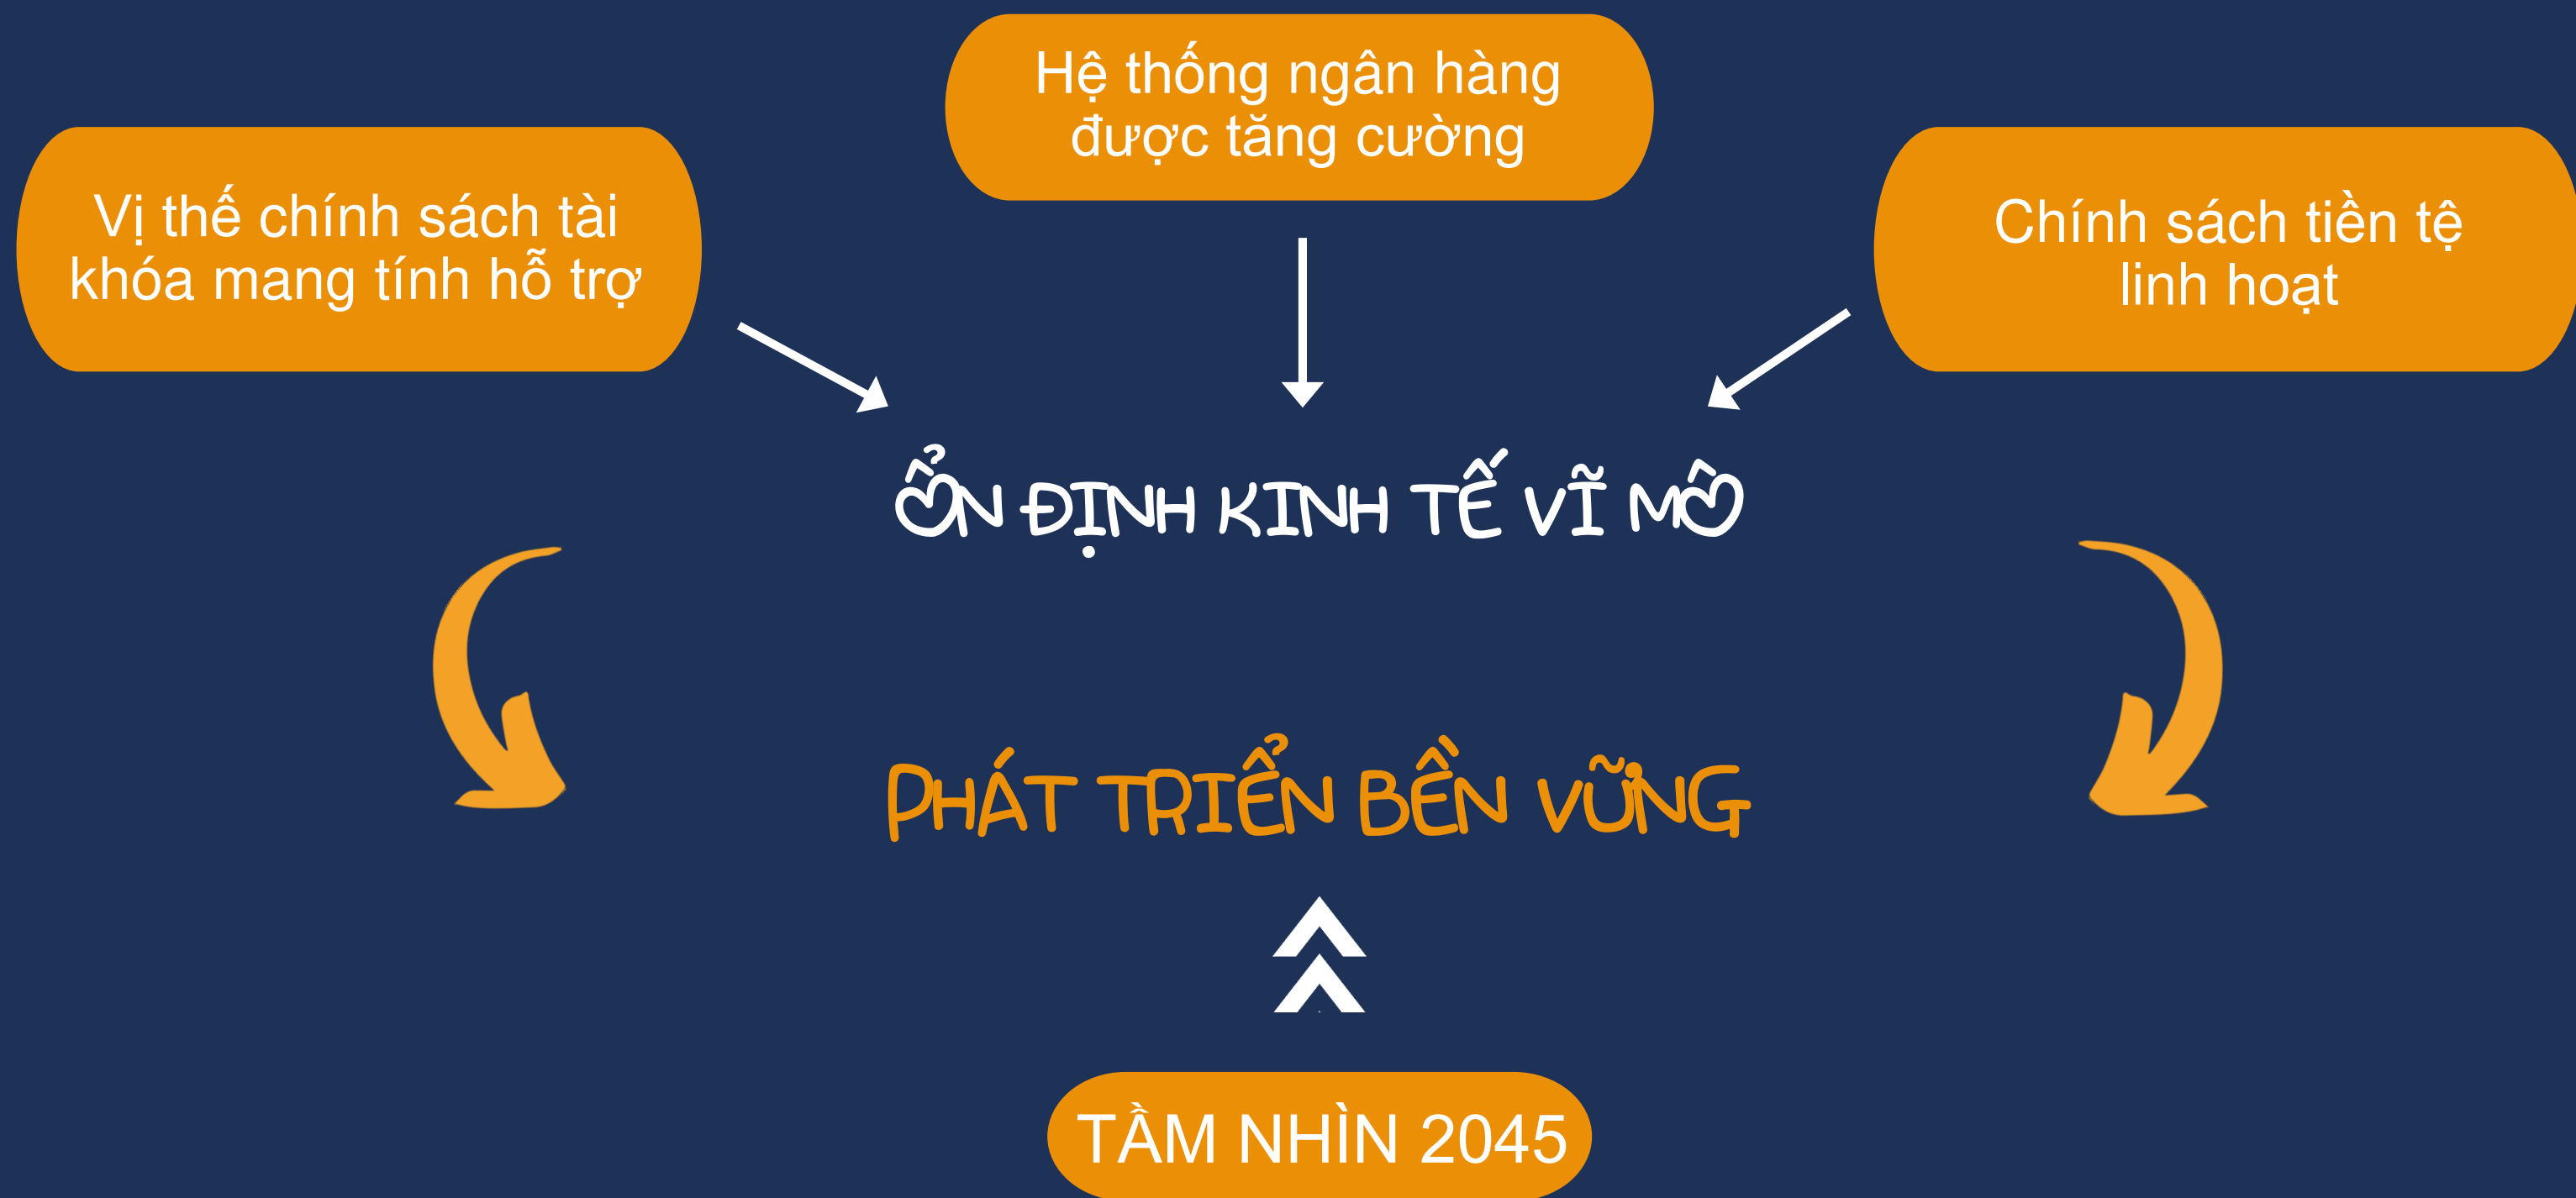 Hệ thống ngân hàng
được tăng cường
Vị thế chính sách tài
khóa mang tính hỗ trợ
Chính sách tiền tệ
linh hoạt
ỔN ĐỊNH KINH TẾ VĨ MÔ
PHÁT TRIỂN BỀN VỮNG
TẦM NHÌN 2045